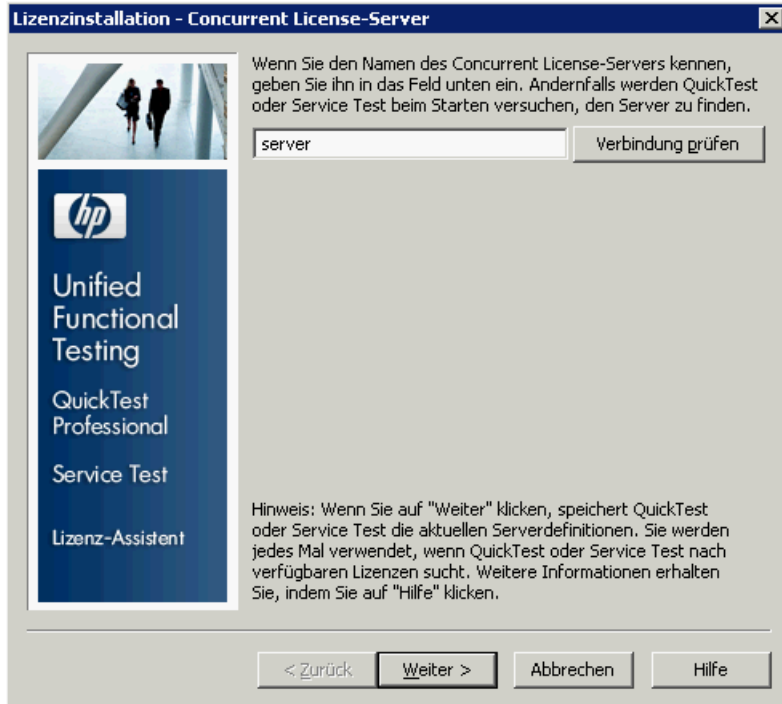 Lizenzinstallation - Concurrent License-Server
Wenn Sie den Namen des Concurrent License-Servers kennen,
geben Sie ihn in das Feld unten ein. Andernfalls werden QuickTest
oder Service Test beim Starten versuchen, den Server zu finden.
server
Verbindung prüfen
hp
Unified
Functional
Testing
QuickTest
Professional
Service Test
Lizenz-Assistent
Hinweis: Wenn Sie auf "Weiter" klicken, speichert QuickTest
oder Service Test die aktuellen Serverdefinitionen. Sie werden
jedes Mal verwendet, wenn QuickTest oder Service Test nach
verfügbaren Lizenzen sucht. Weitere Informationen erhalten
Sie, indem Sie auf "Hilfe" klicken.
< Zurück
Weiter >
Abbrechen
Hilfe